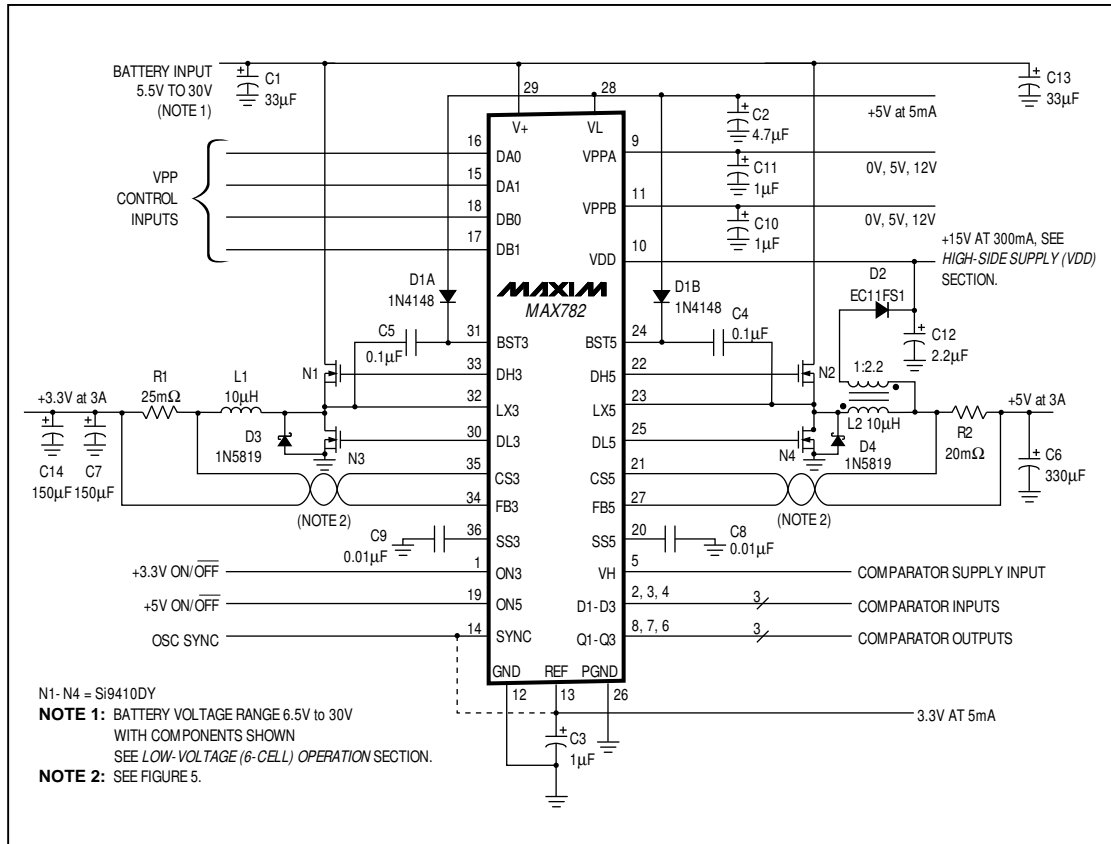 BATTERY INPUT
5.5V TO 30V
(NOTE 1)
C1
33µF
29
28
C13
33µF
V+
VL
C2
4.7µF
+5V at 5mA
VPP
CONTROL
INPUTS
16
DA0
15
DA1
18
DB0
17
DB1
VPPA
9
C11
1µF
0V, 5V, 12V
VPPB
11
C10
1µF
0V, 5V, 12V
VDD
10
+15V AT 300mA, SEE
HIGH-SIDE SUPPLY (VDD)
SECTION.
D1A
1N4148
MAXIM
MAX782
D1B
1N4148
D2
EC11FS1
C5
0.1µF
31
BST3
BST5
24
C4
0.1µF
C12
2.2µF
N1
33
DH3
DH5
22
N2
1:2.2
+3.3V at 3A
R1
25mΩ
L1
10µH
32
LX3
LX5
23
L2 10µH
R2
20mΩ
+5V at 3A
C14
150µF
C7
150µF
D3
1N5819
N3
30
DL3
DL5
25
N4
D4
1N5819
C6
330µF
35
CS3
CS5
21
34
FB3
FB5
27
(NOTE 2)
(NOTE 2)
C9
0.01µF
36
SS3
SS5
20
C8
0.01µF
+3.3V ON/OFF
1
ON3
VH
5
COMPARATOR SUPPLY INPUT
+5V ON/OFF
19
ON5
D1-D3
2, 3, 4
3
COMPARATOR INPUTS
OSC SYNC
14
SYNC
Q1-Q3
8, 7, 6
3
COMPARATOR OUTPUTS
GND
REF
PGND
12
13
26
3.3V AT 5mA
C3
1µF
N1- N4 = Si9410DY
NOTE 1: BATTERY VOLTAGE RANGE 6.5V to 30V
WITH COMPONENTS SHOWN
SEE LOW-VOLTAGE (6-CELL) OPERATION SECTION.
NOTE 2: SEE FIGURE 5.